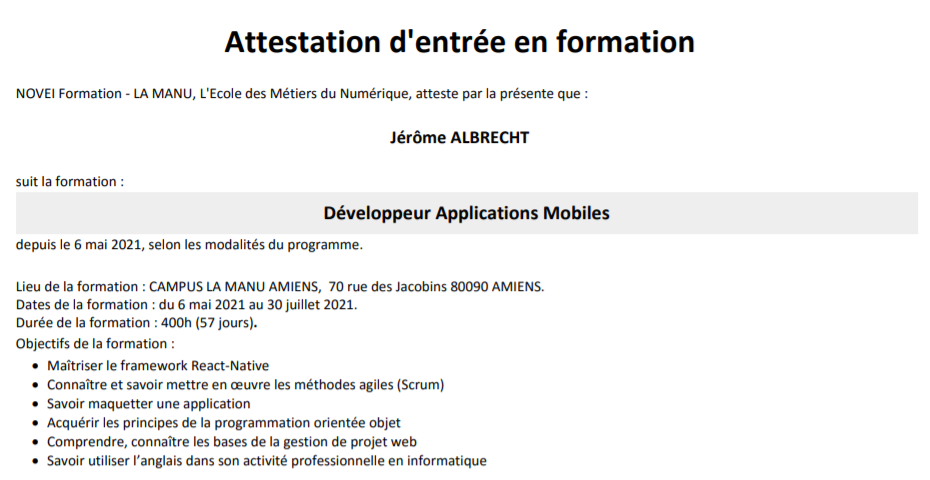 Attestation d'entrée en formation
NOVEI Formation - LA MANU, L'Ecole des Métiers du Numérique, atteste par la présente que :
Jérôme ALBRECHT
suit la formation :
Développeur Applications Mobiles
depuis le 6 mai 2021, selon les modalités du programme.
Lieu de la formation : CAMPUS LA MANU AMIENS, 70 rue des Jacobins 80090 AMIENS.
Dates de la formation : du 6 mai 2021 au 30 juillet 2021.
Durée de la formation : 400h (57 jours).
Objectifs de la formation :
• Maîtriser le framework React-Native
• Connaître et savoir mettre en œuvre les méthodes agiles (Scrum)
• Savoir maquetter une application
• Acquérir les principes de la programmation orientée objet
• Comprendre, connaître les bases de la gestion de projet web
• Savoir utiliser l’anglais dans son activité professionnelle en informatique